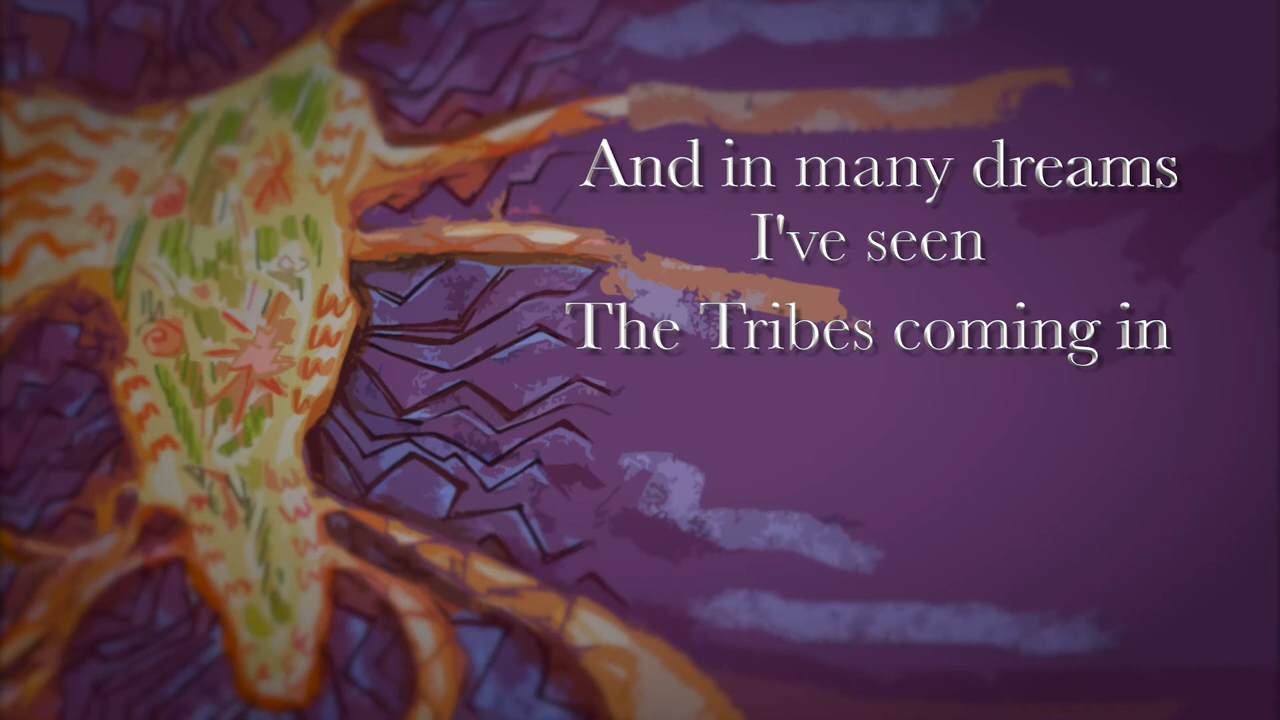 And in many dreams
I've seen
The Tribes coming in